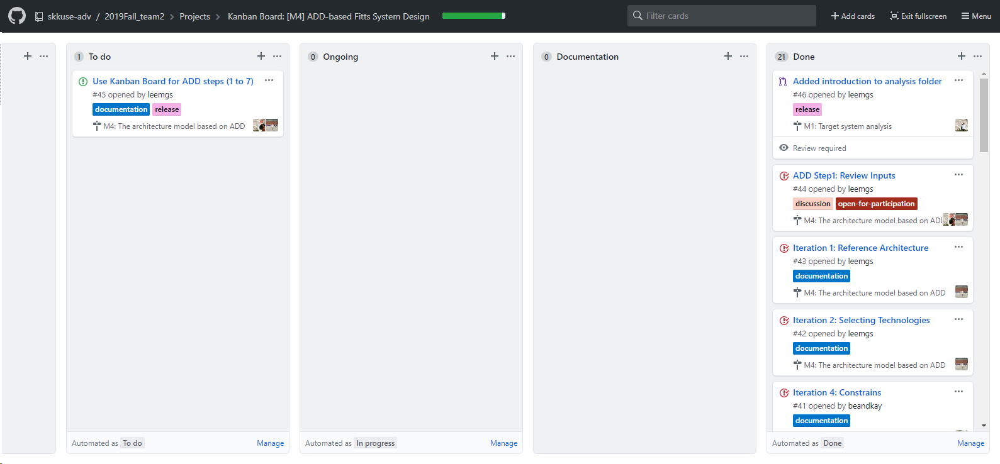 skkuse-adv / 2019Fall_team2 Projects Kanban Board: [M4] ADD-based Fitts System Design Filter cards Add cards Exit fullscreen Menu
1 To do
Use Kanban Board for ADD steps (1 to 7)
#45 opened by leemgs
documentation release
M4: The architecture model based on ADD
Automated as To do Manage
0 Ongoing
Automated as In progress Manage
0 Documentation
21 Done
Added introduction to analysis folder
#46 opened by leemgs
release
M1: Target system analysis
Review required
ADD Step1: Review Inputs
#44 opened by leemgs
discussion open-for-participation
M4: The architecture model based on ADD
Iteration 1: Reference Architecture
#43 opened by leemgs
documentation
M4: The architecture model based on ADD
Iteration 2: Selecting Technologies
#42 opened by leemgs
documentation
M4: The architecture model based on ADD
Iteration 4: Constrains
#41 opened by beandkay
documentation
Automated as Done Manage